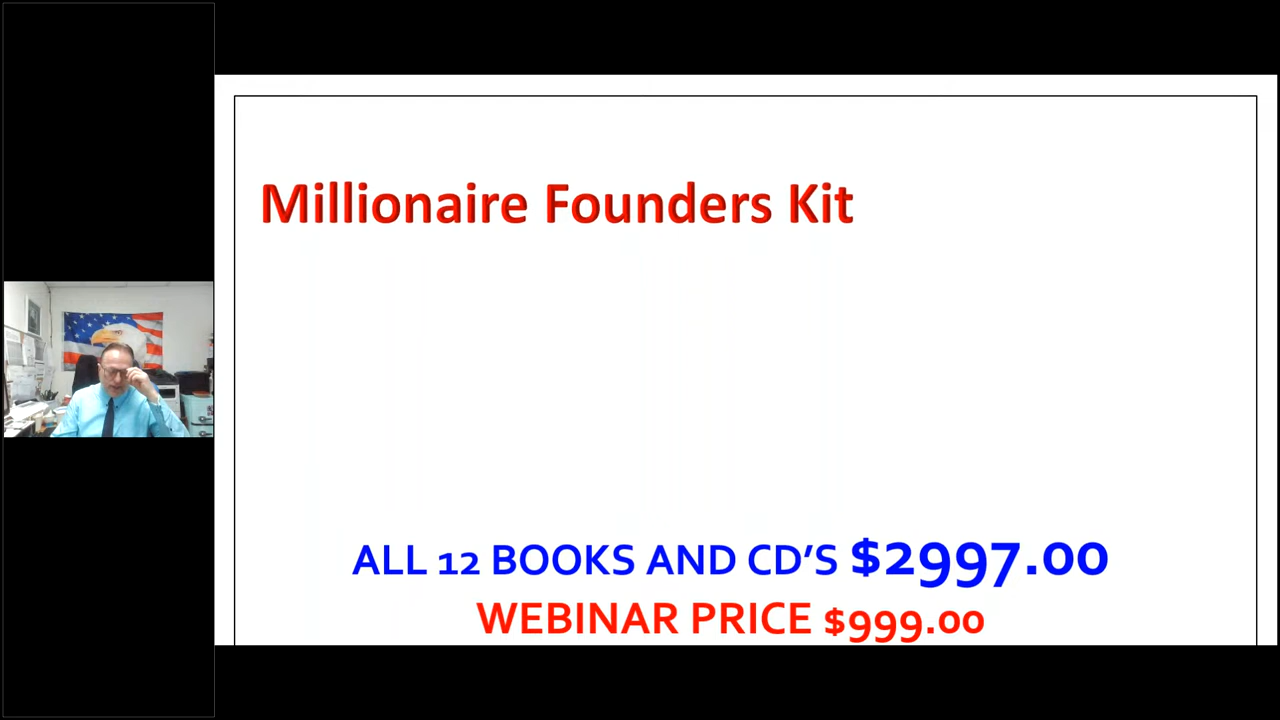 Millionaire Founders Kit
ALL 12 BOOKS AND CD’S $2997.00
WEBINAR PRICE $999.00